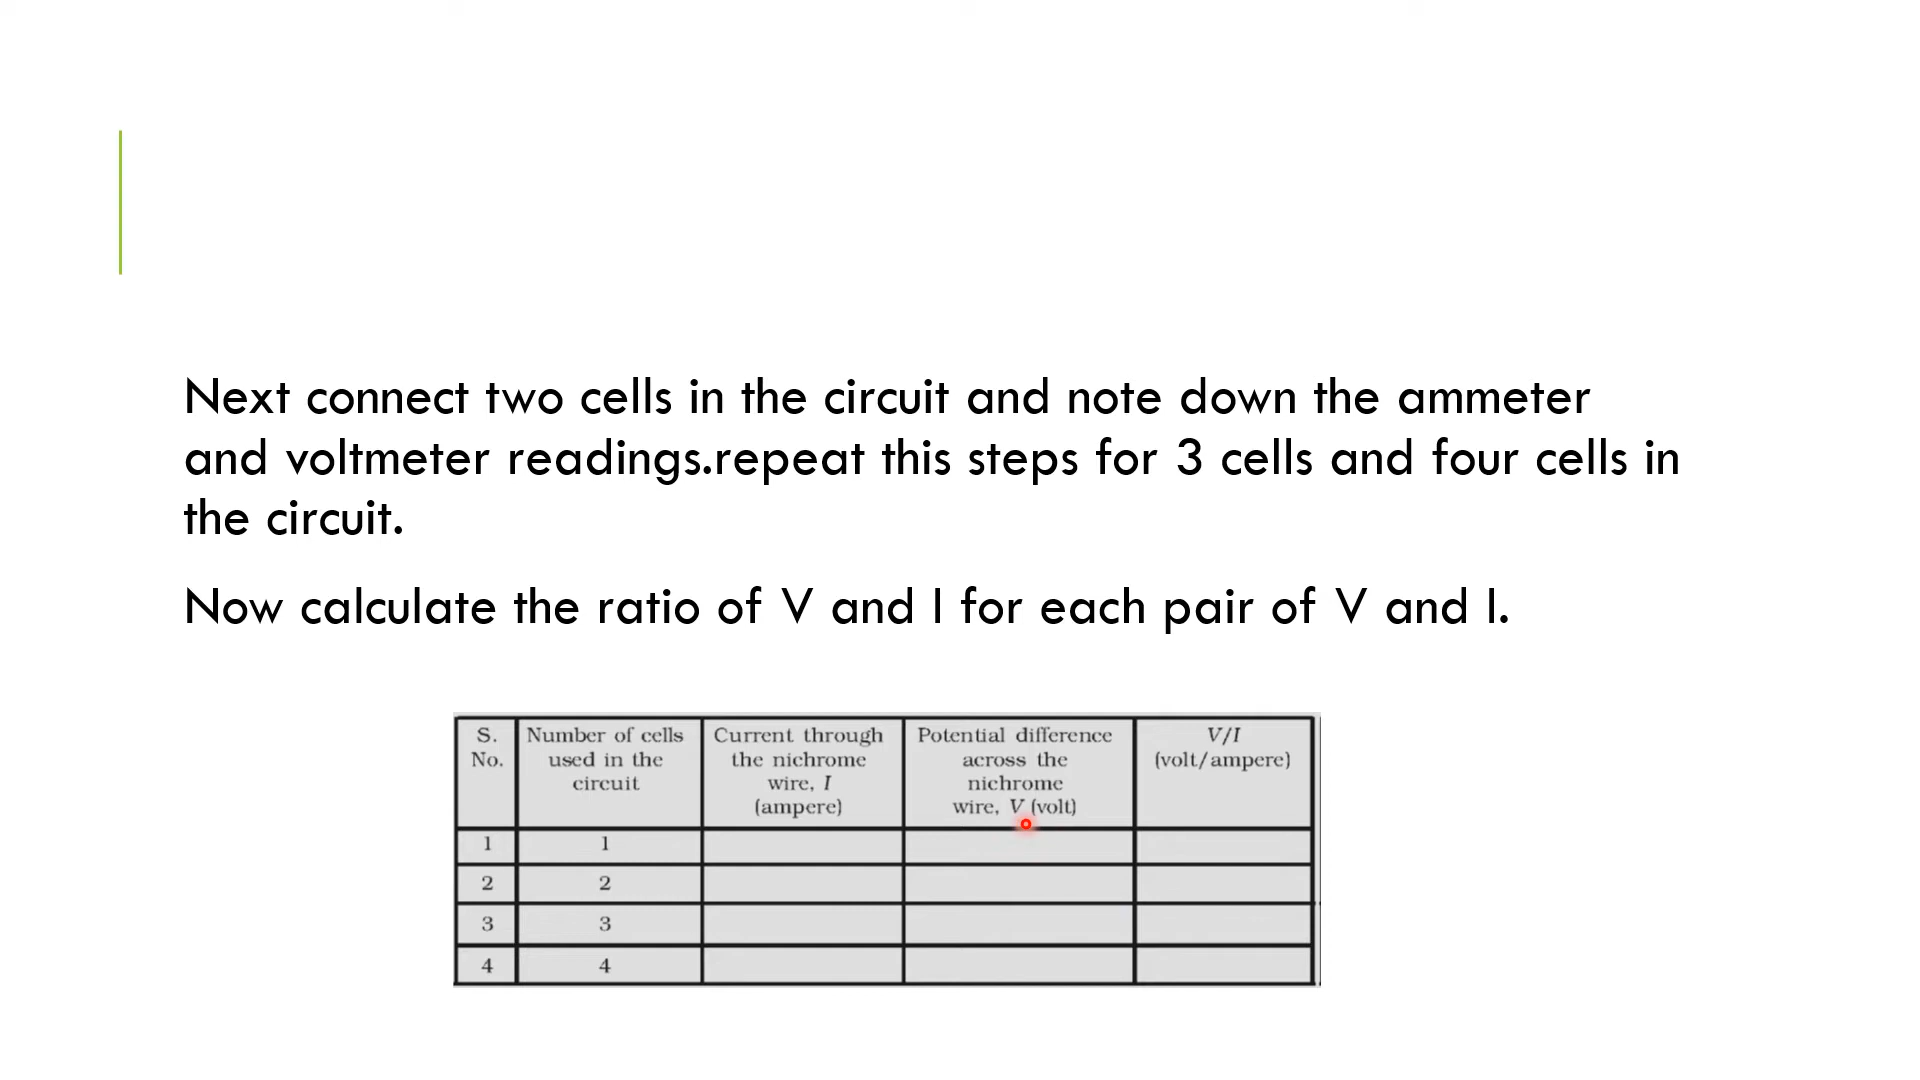 Next connect two cells in the circuit and note down the ammeter
and voltmeter readings.repeat this steps for 3 cells and four cells in
the circuit.
Now calculate the ratio of V and I for each pair of V and I.
S. No. Number of cells used in the circuit Current through the nichrome wire, I (ampere) Potential difference across the nichrome wire, V (volt) V/I (volt/ampere)
1 1
2 2
3 3
4 4